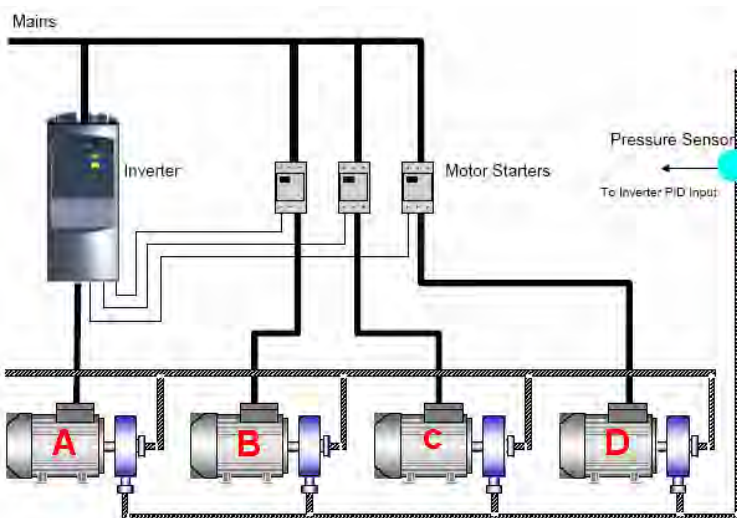 Mains
Inverter
Motor Starters
Pressure Sensor
To Inverter PID Input
A
B
C
D